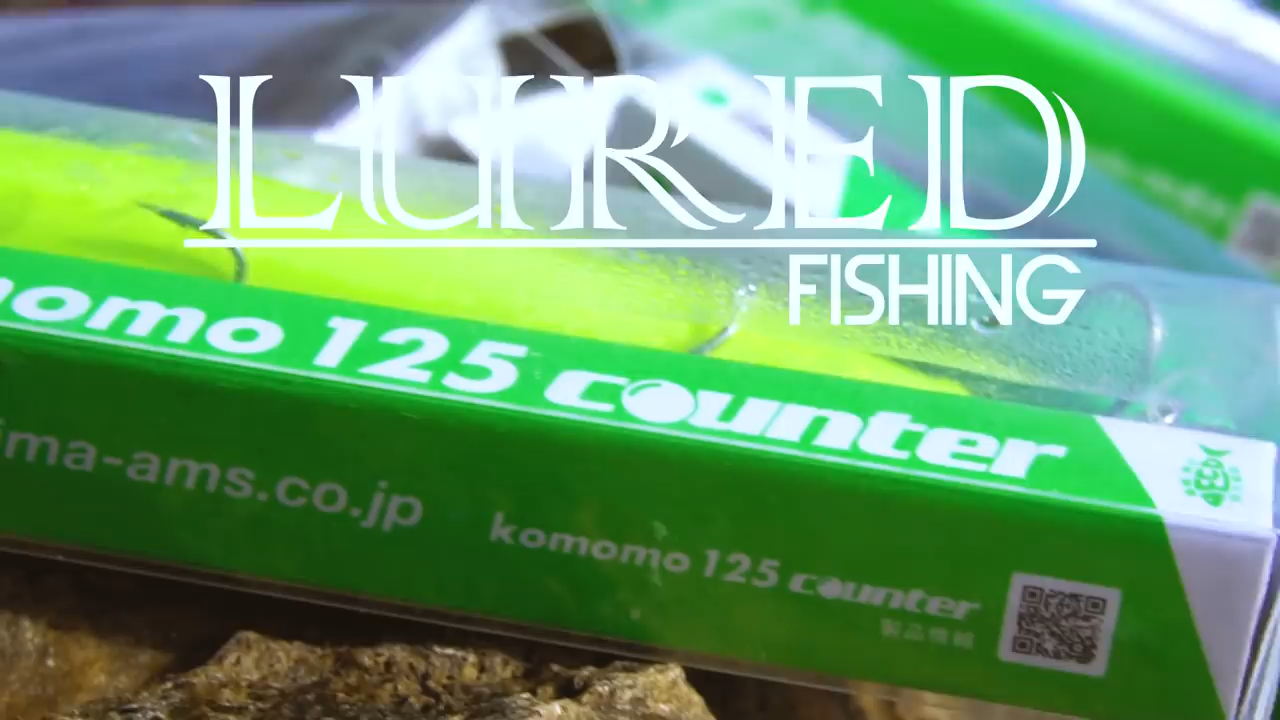 LURED
FISHING
omo 125 counter
ima-ams.co.jp
komomo 125 counter
製品情報